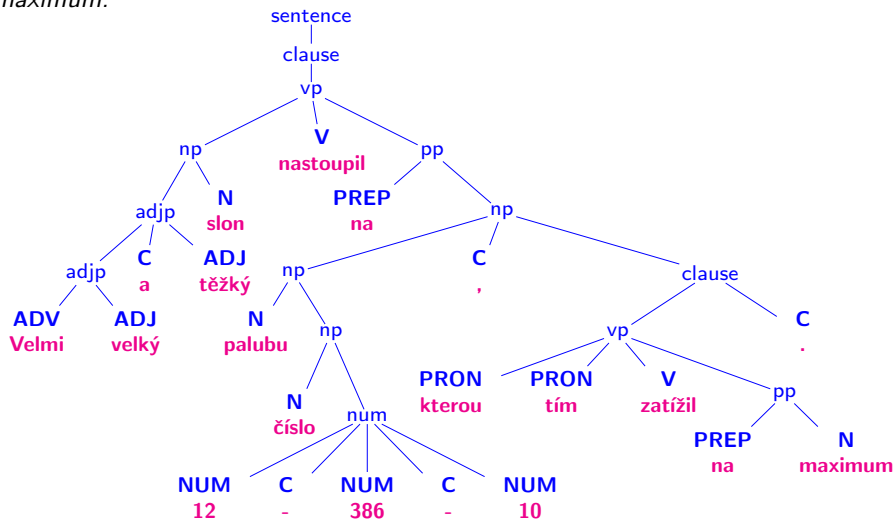 maximum.
sentence
clause
vp
np V pp
nastoupil
adjp N PREP np
slon na
adjp C ADJ np C clause
a těžký ,
ADV ADJ N np vp C
Velmi velký palubu .
N PRON PRON V pp
číslo num kterou tím zatížil
PREP N
na maximum
NUM C NUM C NUM
12 - 386 - 10